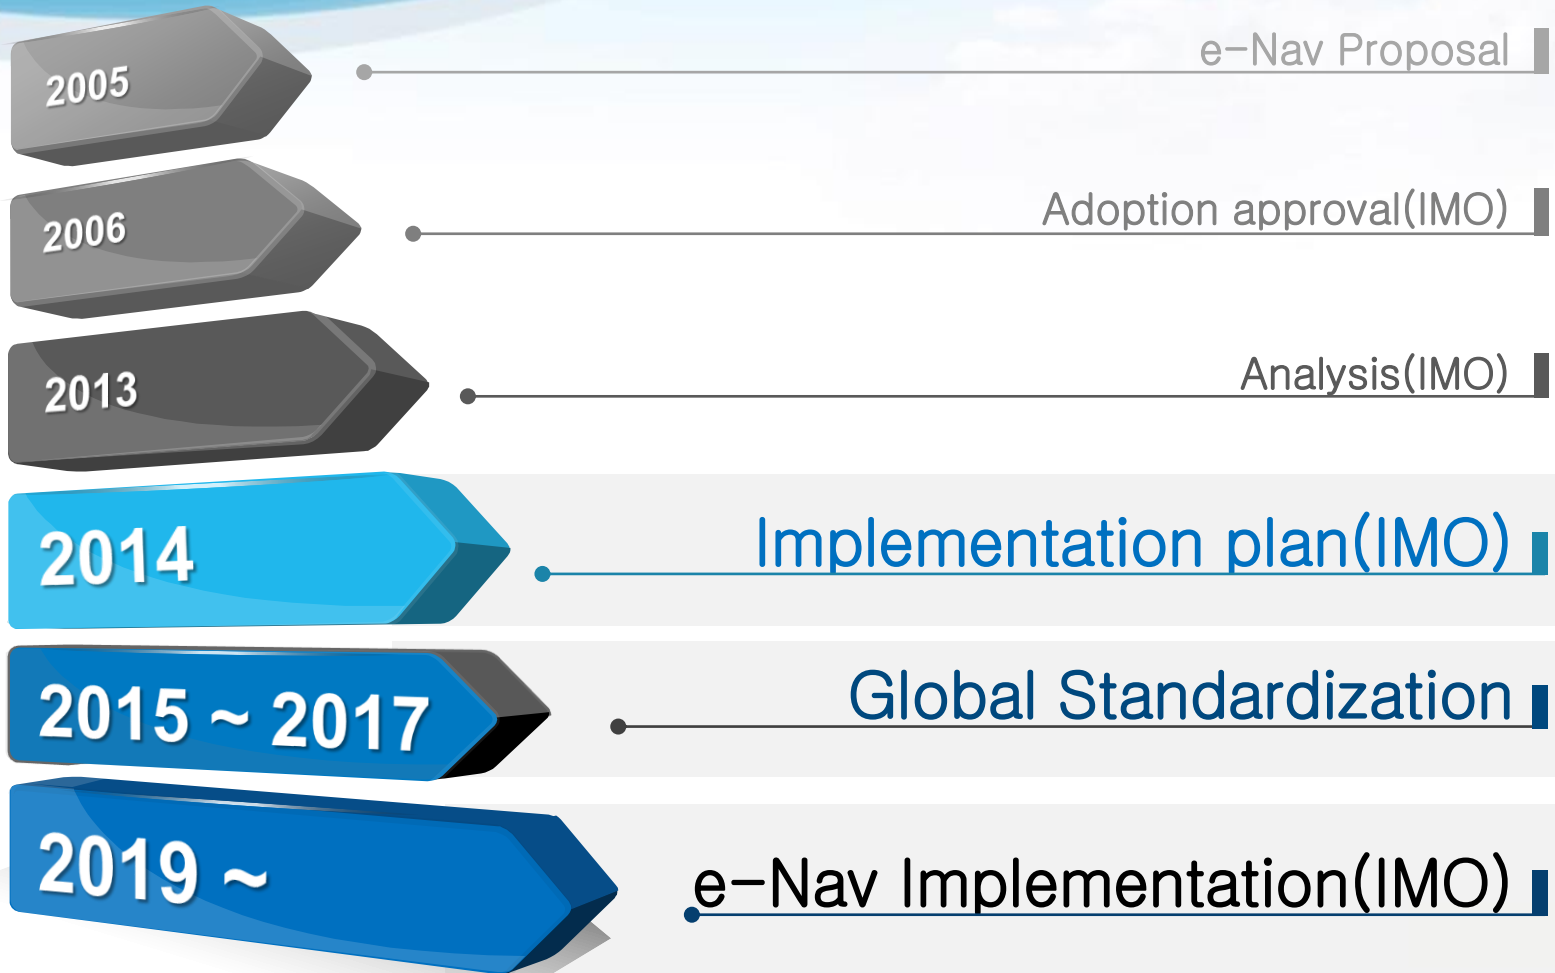 2005
e-Nav Proposal
2006
Adoption approval(IMO)
2013
Analysis(IMO)
2014
Implementation plan(IMO)
2015 ~ 2017
Global Standardization
2019 ~
e-Nav Implementation(IMO)